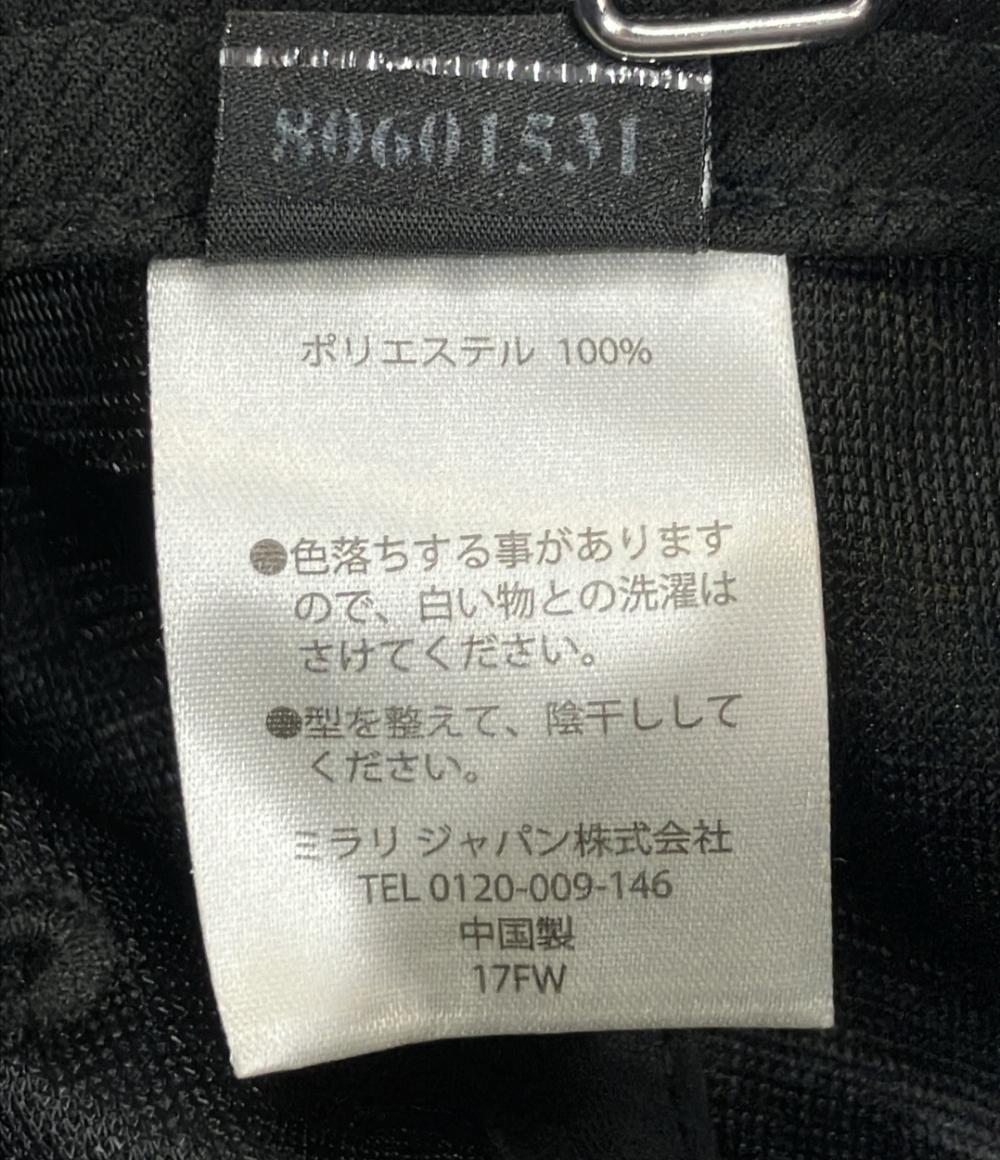 80601531
ポリエステル 100%
●色落ちする事があります
ので、白い物との洗濯は
さけてください。
●型を整えて、陰干しして
ください。
ミラリ ジャパン株式会社
TEL 0120-009-146
中国製
17FW